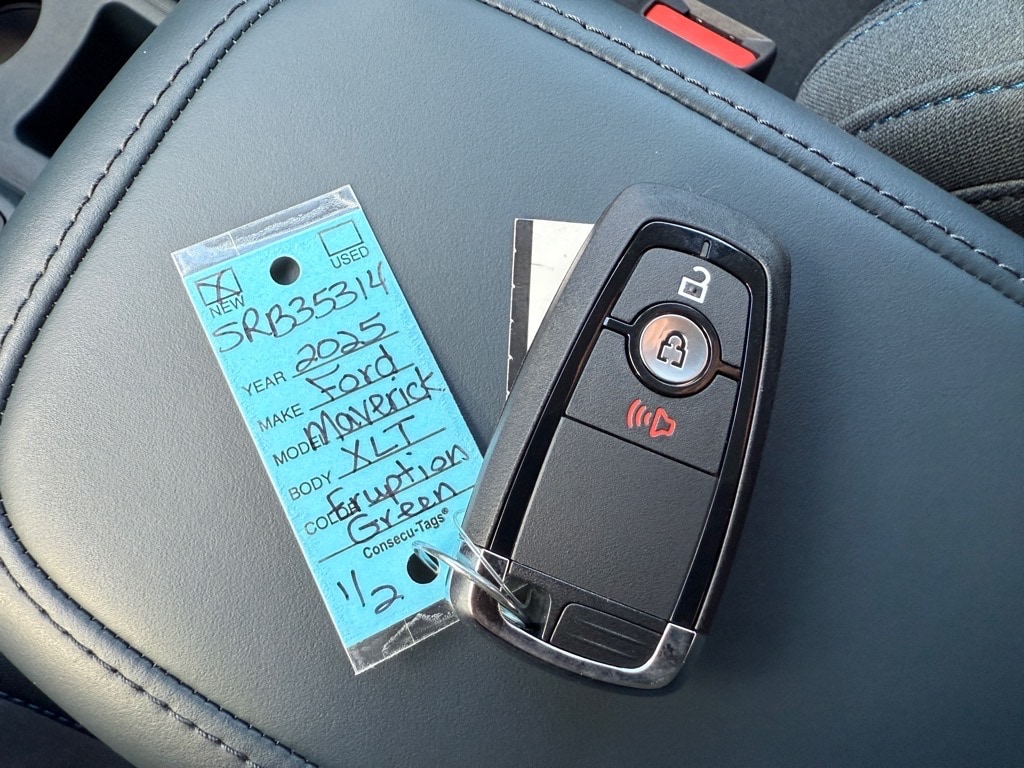 NEW
USED
SRB35314
YEAR 2025
MAKE Ford
MODEL Maverick
BODY XLT
COLOR Eruption
Green
Consecu-Tags®
1/2